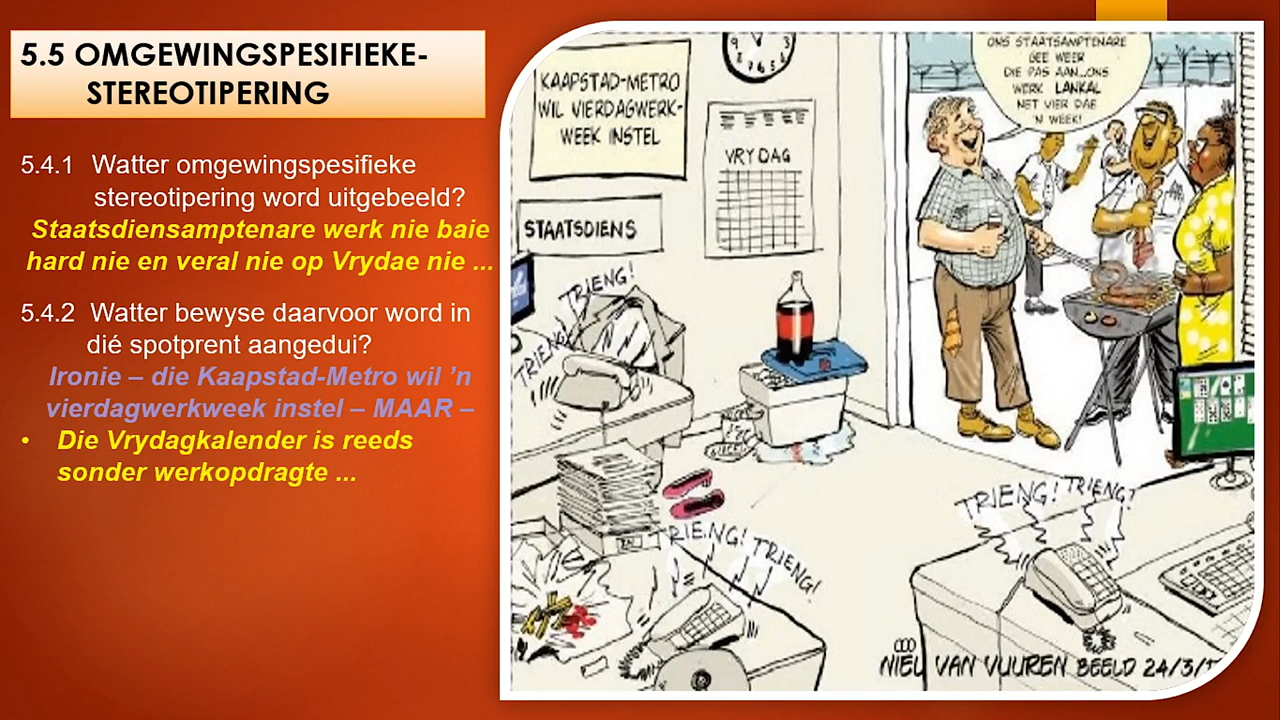 5.5 OMGEWINGSPESIFIEKE-
STEREOTIPERING
5.4.1 Watter omgewingspesifieke
stereotipering word uitgebeeld?
Staatsdiensamptenare werk nie baie
hard nie en veral nie op Vrydae nie ...
5.4.2 Watter bewyse daarvoor word in
dié spotprent aangedui?
Ironie – die Kaapstad-Metro wil ’n
vierdagwerkweek instel – MAAR –
• Die Vrydagkalender is reeds
sonder werkopdragte ...
KAAPSTAD-METRO
WIL VIERDAGWERK-
WEEK INSTEL
STAATSDIENS
VRYDAG
ONS STAATSAMPTENARE
GEE WEER
DIE PAS AAN...ONS
WERK LANKAL
NET VIER DAE
'N WEEK!
TRIENG!
TRIENG!
TRIENG! TRIENG!
TRIENG! TRIENG!
NIEL VAN VUUREN BEELD 24/3/